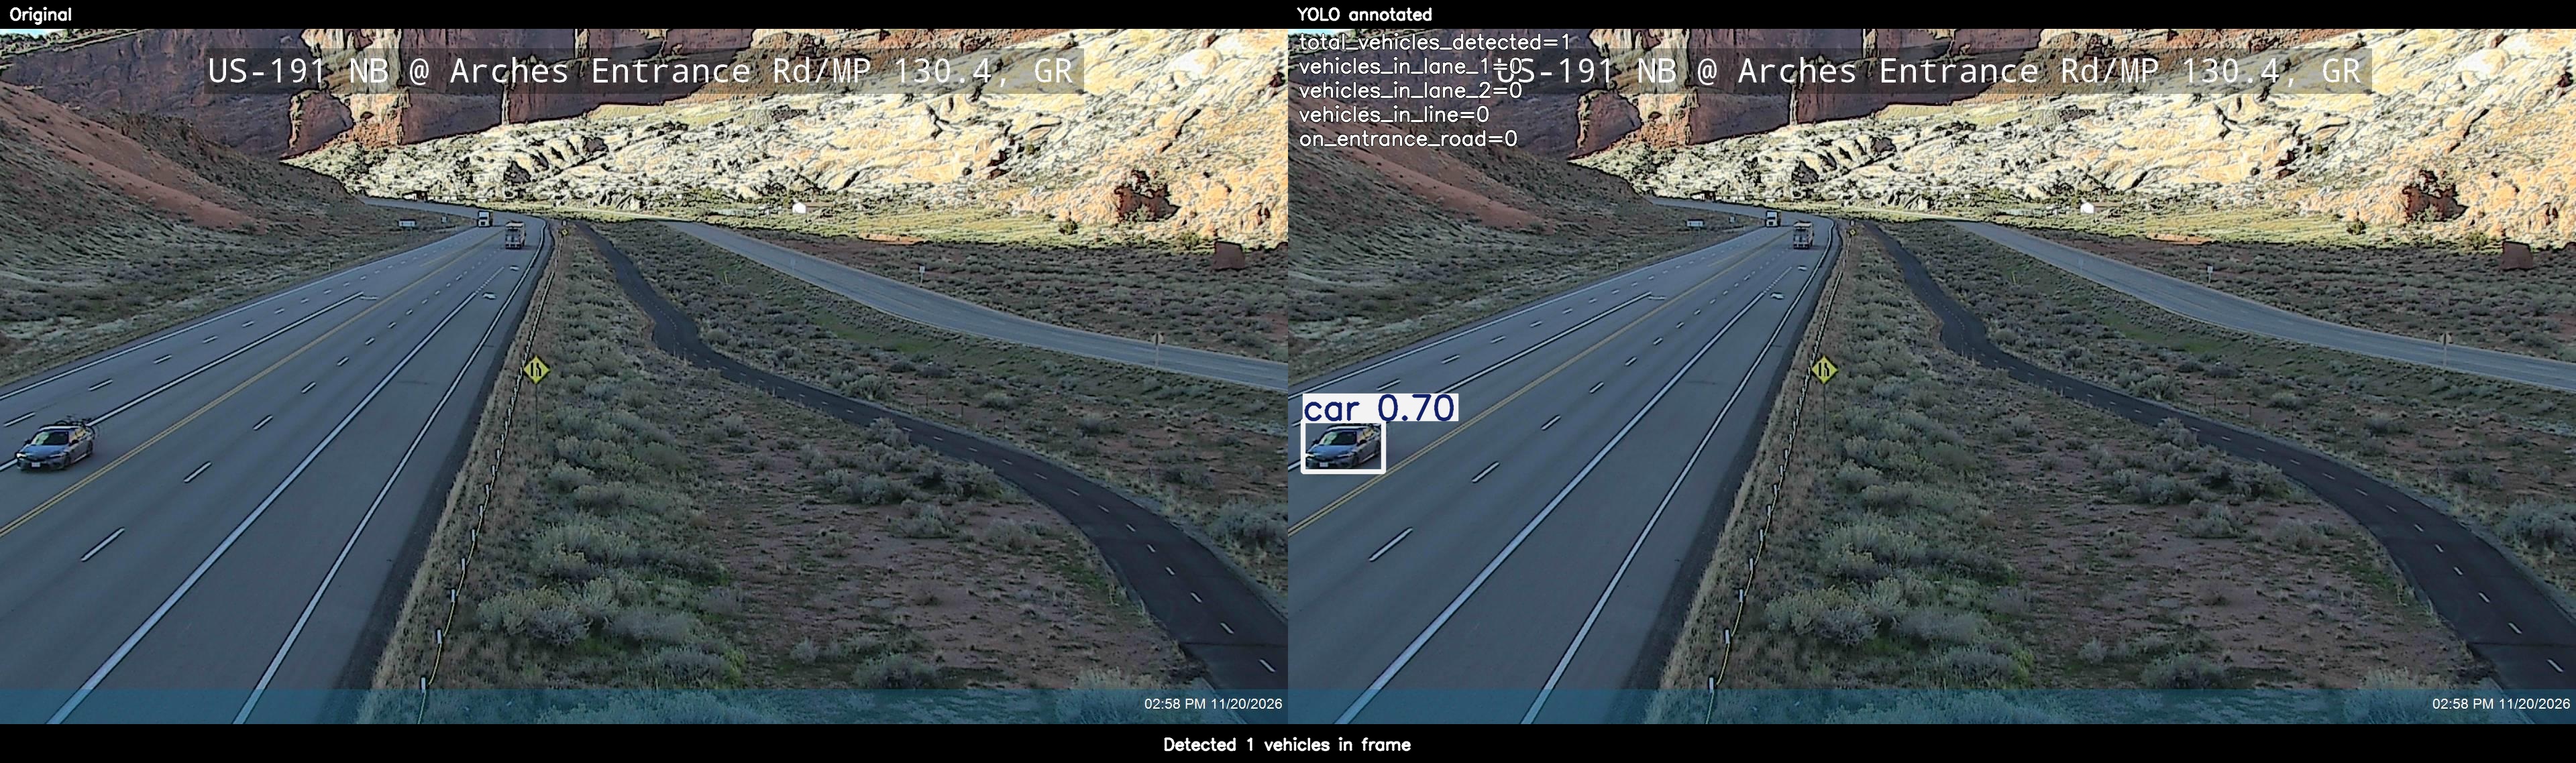 Original
US-191 NB @ Arches Entrance Rd/MP 130.4, GR
02:58 PM 11/20/2026
YOLO annotated
total_vehicles_detected=1
vehicles_in_lane_1=0
US-191 NB @ Arches Entrance Rd/MP 130.4, GR
vehicles_in_lane_2=0
vehicles_in_line=0
on_entrance_road=0
car 0.70
02:58 PM 11/20/2026
Detected 1 vehicles in frame